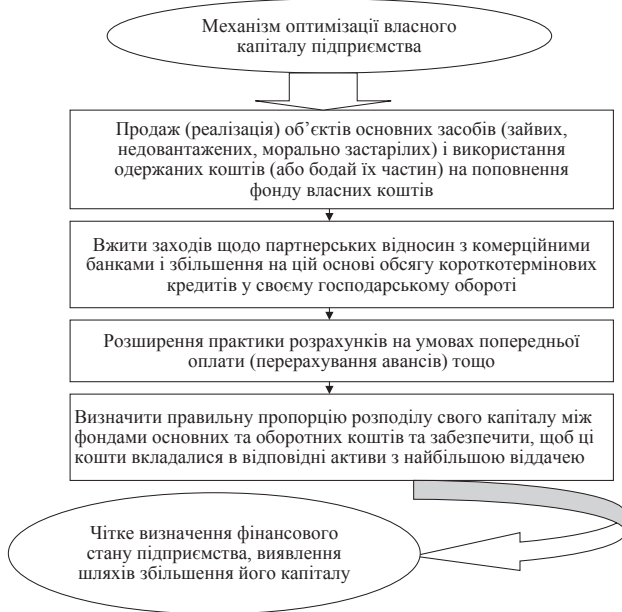 Механізм оптимізації власного
капіталу підприємства
Продаж (реалізація) об’єктів основних засобів (зайвих,
недовантажених, морально застарілих) і використання
одержаних коштів (або бодай їх частин) на поповнення
фонду власних коштів
Вжити заходів щодо партнерських відносин з комерційними
банками і збільшення на цій основі обсягу короткотермінових
кредитів у своєму господарському обороті
Розширення практики розрахунків на умовах попередньої
оплати (перерахування авансів) тощо
Визначити правильну пропорцію розподілу свого капіталу між
фондами основних та оборотних коштів та забезпечити, щоб ці
кошти вкладалися в відповідні активи з найбільшою віддачею
Чітке визначення фінансового
стану підприємства, виявлення
шляхів збільшення його капіталу